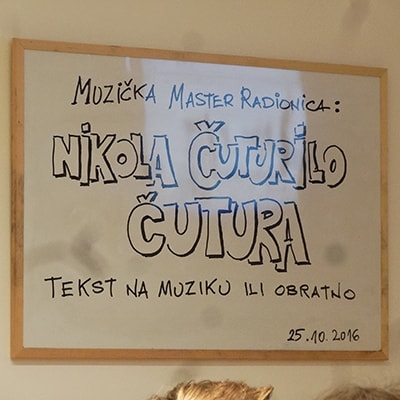 Muzička Master Radionica:
NIKOLA ČUTURILO
ČUTURA
TEKST NA MUZIKU ILI OBRATNO
25.10.2016